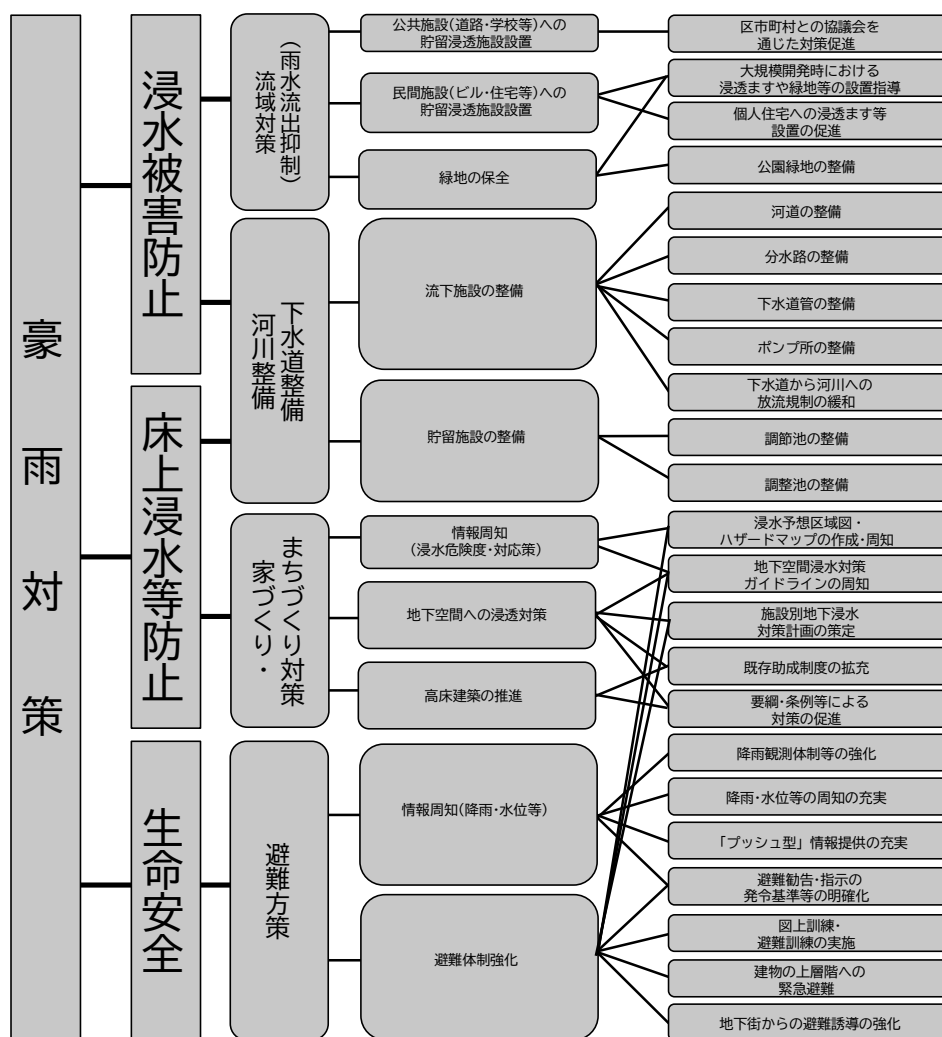 豪雨対策
浸水被害防止
床上浸水等防止
生命安全
流域対策
(雨水流出抑制)
河川整備
下水道整備
家づくり・
まちづくり対策
避難方策
公共施設(道路・学校等)への
貯留浸透施設設置
民間施設(ビル・住宅等)への
貯留浸透施設設置
緑地の保全
流下施設の整備
貯留施設の整備
情報周知
(浸水危険度・対応策)
地下空間への浸透対策
高床建築の推進
情報周知(降雨・水位等)
避難体制強化
区市町村との協議会を
通じた対策促進
大規模開発時における
浸透ますや緑地等の設置指導
個人住宅への浸透ます等
設置の促進
公園緑地の整備
河道の整備
分水路の整備
下水道管の整備
ポンプ所の整備
下水道から河川への
放流規制の緩和
調節池の整備
調整池の整備
浸水予想区域図・
ハザードマップの作成・周知
地下空間浸水対策
ガイドラインの周知
施設別地下浸水
対策計画の策定
既存助成制度の拡充
要綱・条例等による
対策の促進
降雨観測体制等の強化
降雨・水位等の周知の充実
「プッシュ型」情報提供の充実
避難勧告・指示の
発令基準等の明確化
図上訓練・
避難訓練の実施
建物の上層階への
緊急避難
地下街からの避難誘導の強化